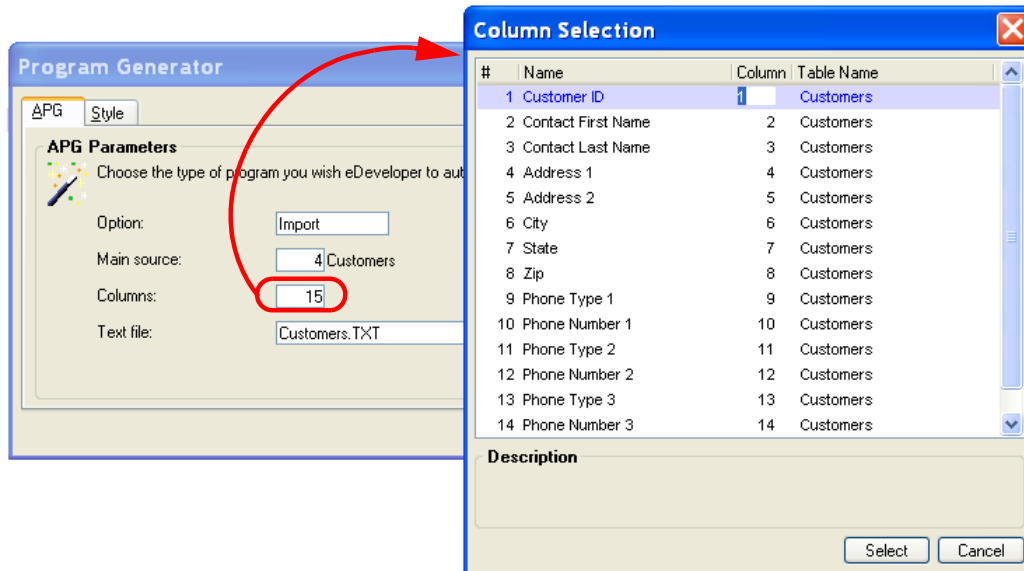 Program Generator
APG
Style
APG Parameters
Choose the type of program you wish eDeveloper to aut
Option:
Import
Main source:
4 Customers
Columns:
15
Text file:
Customers.TXT
Column Selection
# Name Column Table Name
1 Customer ID 1 Customers
2 Contact First Name 2 Customers
3 Contact Last Name 3 Customers
4 Address 1 4 Customers
5 Address 2 5 Customers
6 City 6 Customers
7 State 7 Customers
8 Zip 8 Customers
9 Phone Type 1 9 Customers
10 Phone Number 1 10 Customers
11 Phone Type 2 11 Customers
12 Phone Number 2 12 Customers
13 Phone Type 3 13 Customers
14 Phone Number 3 14 Customers
Description
Select
Cancel